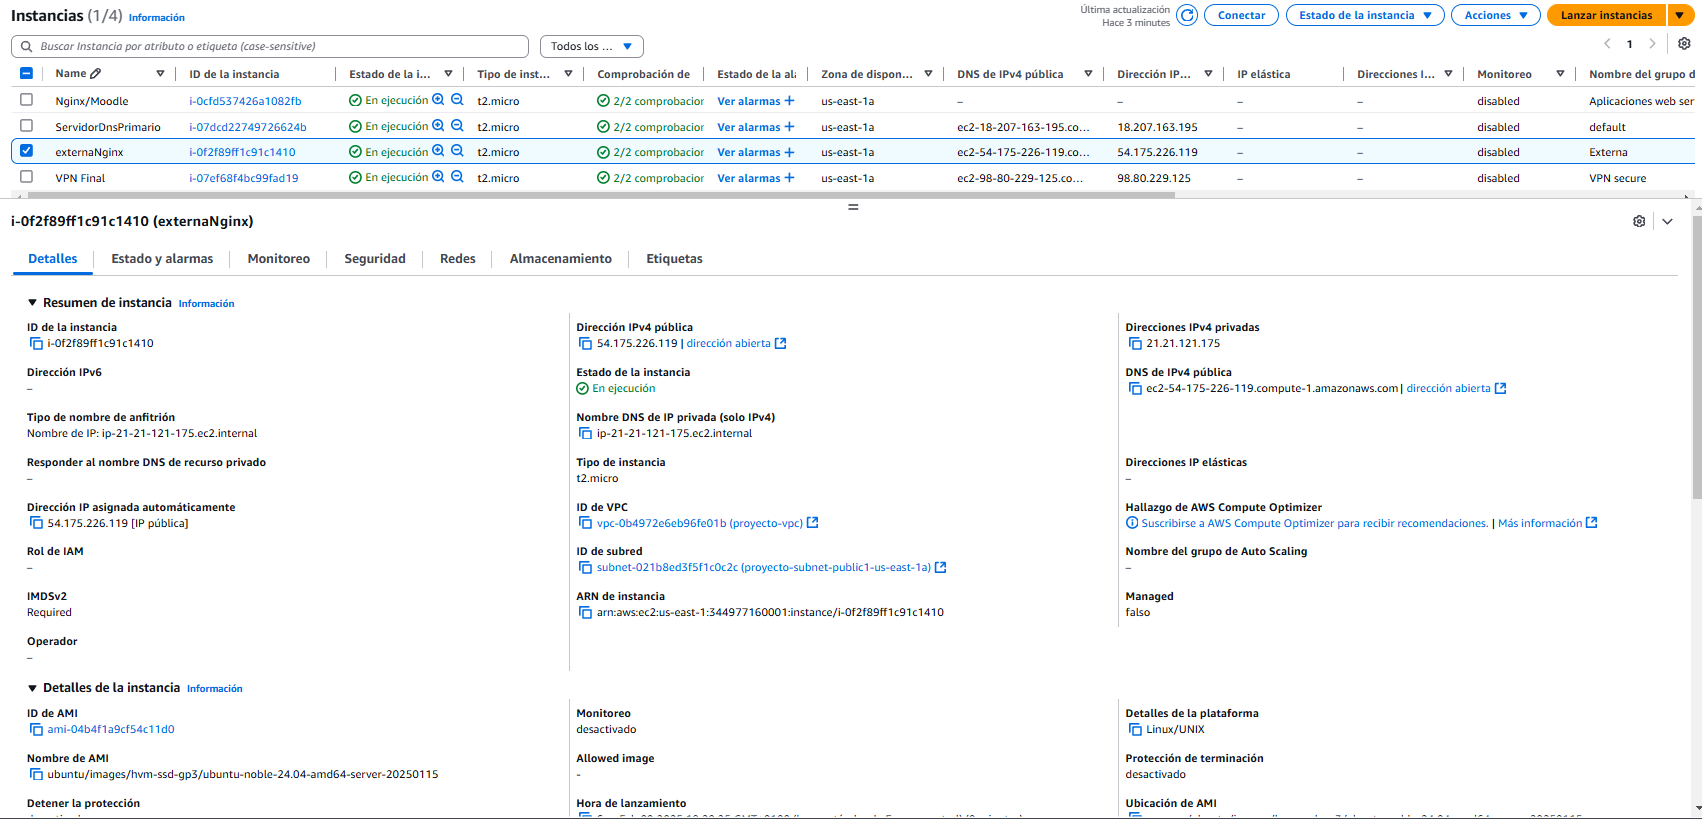 Instancias (1/4) Información
Última actualización
Hace 3 minutes
Conectar
Estado de la instancia
Acciones
Lanzar instancias
Buscar Instancia por atributo o etiqueta (case-sensitive)
Todos los ...
1
Name ID de la instancia Estado de la i... Tipo de inst... Comprobación de Estado de la ala Zona de dispon... DNS de IPv4 pública Dirección IP... IP elástica Direcciones I... Monitoreo Nombre del grupo d
Nginx/Moodle i-0cfd537426a1082fb En ejecución t2.micro 2/2 comprobacion Ver alarmas + us-east-1a – – – – disabled Aplicaciones web ser
ServidorDnsPrimario i-07dcd22749726624b En ejecución t2.micro 2/2 comprobacion Ver alarmas + us-east-1a ec2-18-207-163-195.co... 18.207.163.195 – – disabled default
externaNginx i-0f2f89ff1c91c1410 En ejecución t2.micro 2/2 comprobacion Ver alarmas + us-east-1a ec2-54-175-226-119.co... 54.175.226.119 – – disabled Externa
VPN Final i-07ef68f4bc99fad19 En ejecución t2.micro 2/2 comprobacion Ver alarmas + us-east-1a ec2-98-80-229-125.co... 98.80.229.125 – – disabled VPN secure
i-0f2f89ff1c91c1410 (externaNginx)
Detalles Estado y alarmas Monitoreo Seguridad Redes Almacenamiento Etiquetas
Resumen de instancia Información
ID de la instancia
i-0f2f89ff1c91c1410
Dirección IPv4 pública
54.175.226.119 | dirección abierta
Direcciones IPv4 privadas
21.21.121.175
Dirección IPv6
–
Estado de la instancia
En ejecución
DNS de IPv4 pública
ec2-54-175-226-119.compute-1.amazonaws.com | dirección abierta
Tipo de nombre de anfitrión
Nombre de IP: ip-21-21-121-175.ec2.internal
Nombre DNS de IP privada (solo IPv4)
ip-21-21-121-175.ec2.internal
Responder al nombre DNS de recurso privado
–
Tipo de instancia
t2.micro
Direcciones IP elásticas
–
Dirección IP asignada automáticamente
54.175.226.119 [IP pública]
ID de VPC
vpc-0b4972e6eb96fe01b (proyecto-vpc)
Hallazgo de AWS Compute Optimizer
Suscribirse a AWS Compute Optimizer para recibir recomendaciones. | Más información
Rol de IAM
–
ID de subred
subnet-021b8ed3f5f1c0c2c (proyecto-subnet-public1-us-east-1a)
Nombre del grupo de Auto Scaling
–
IMDSv2
Required
ARN de instancia
arn:aws:ec2:us-east-1:344977160001:instance/i-0f2f89ff1c91c1410
Managed
falso
Operador
–
Detalles de la instancia Información
ID de AMI
ami-04b4f1a9cf54c11d0
Monitoreo
desactivado
Detalles de la plataforma
Linux/UNIX
Nombre de AMI
ubuntu/images/hvm-ssd-gp3/ubuntu-noble-24.04-amd64-server-20250115
Allowed image
-
Protección de terminación
desactivado
Detener la protección
Hora de lanzamiento
Ubicación de AMI